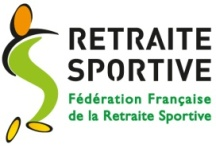 RETRAITE
SPORTIVE
Fédération Française
de la Retraite Sportive